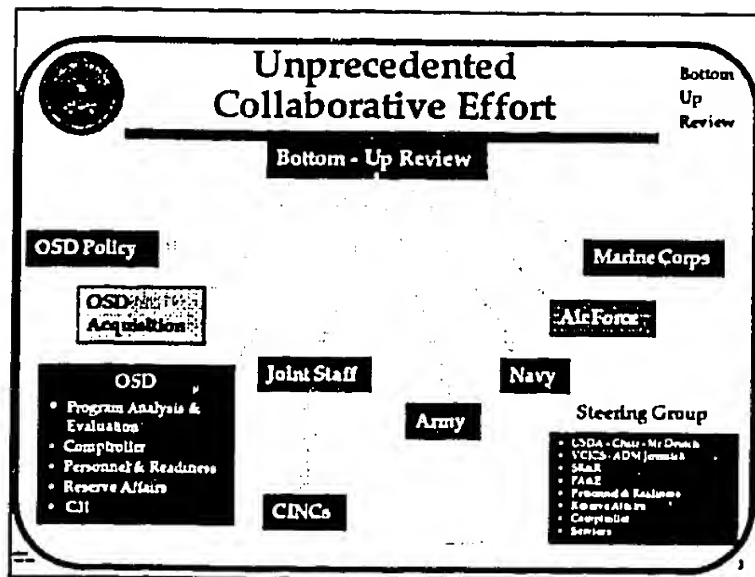 Unprecedented
Collaborative Effort
Bottom
Up
Review
Bottom - Up Review
OSD Policy
Marine Corps
OSD
Acquisition
Air Force
OSD
• Program Analysis &
Evaluation
• Comptroller
• Personnel & Readiness
• Reserve Affairs
• C3I
Joint Staff
Navy
Army
CINCs
Steering Group
• USDA - Chair - Mr Deutch
• VCJCS - ADM Jeremiah
• S&R
• PA&E
• Personnel & Readiness
• Reserve Affairs
• Comptroller
• Services